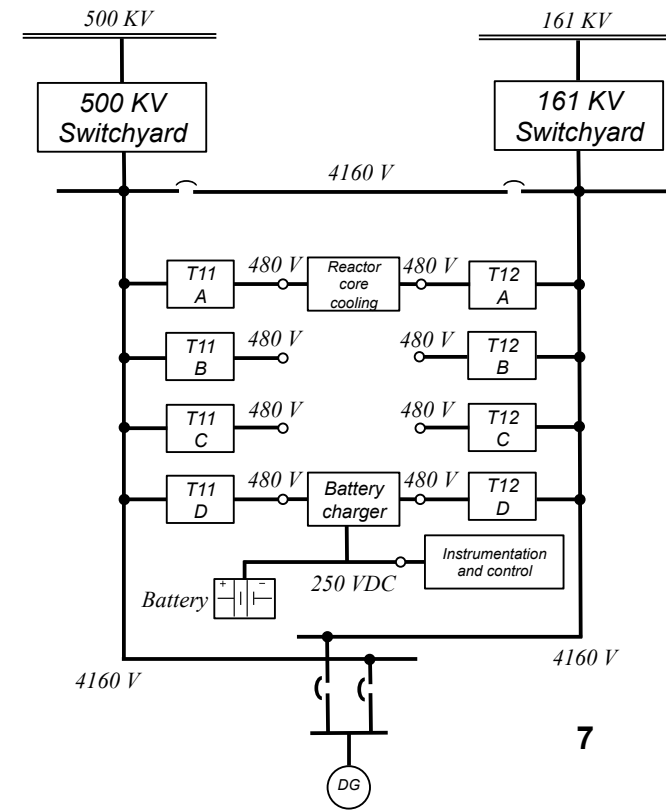 500 KV
161 KV
500 KV
Switchyard
161 KV
Switchyard
4160 V
T11
A
480 V
Reactor
core
cooling
480 V
T12
A
T11
B
480 V
480 V
T12
B
T11
C
480 V
480 V
T12
C
T11
D
480 V
Battery
charger
480 V
T12
D
Instrumentation
and control
+
−
Battery
250 VDC
4160 V
4160 V
7
DG